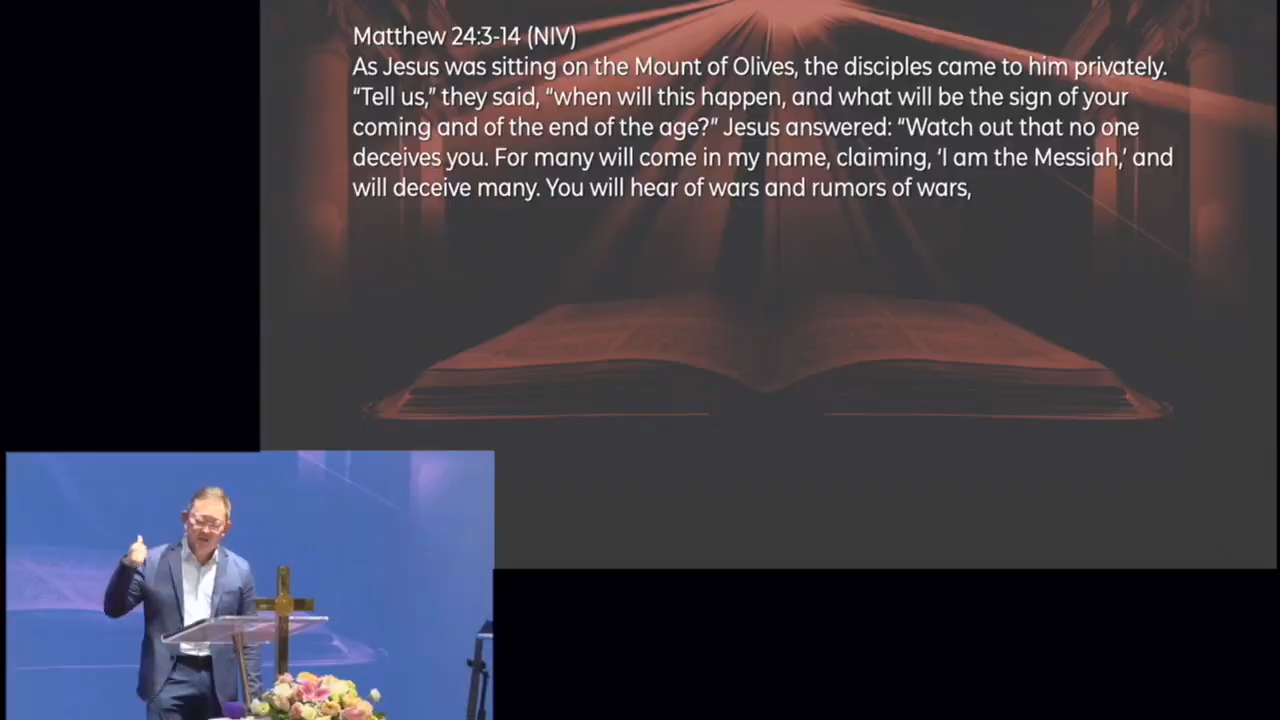 Matthew 24:3-14 (NIV)
As Jesus was sitting on the Mount of Olives, the disciples came to him privately.
“Tell us,” they said, “when will this happen, and what will be the sign of your
coming and of the end of the age?” Jesus answered: “Watch out that no one
deceives you. For many will come in my name, claiming, ‘I am the Messiah,’ and
will deceive many. You will hear of wars and rumors of wars,